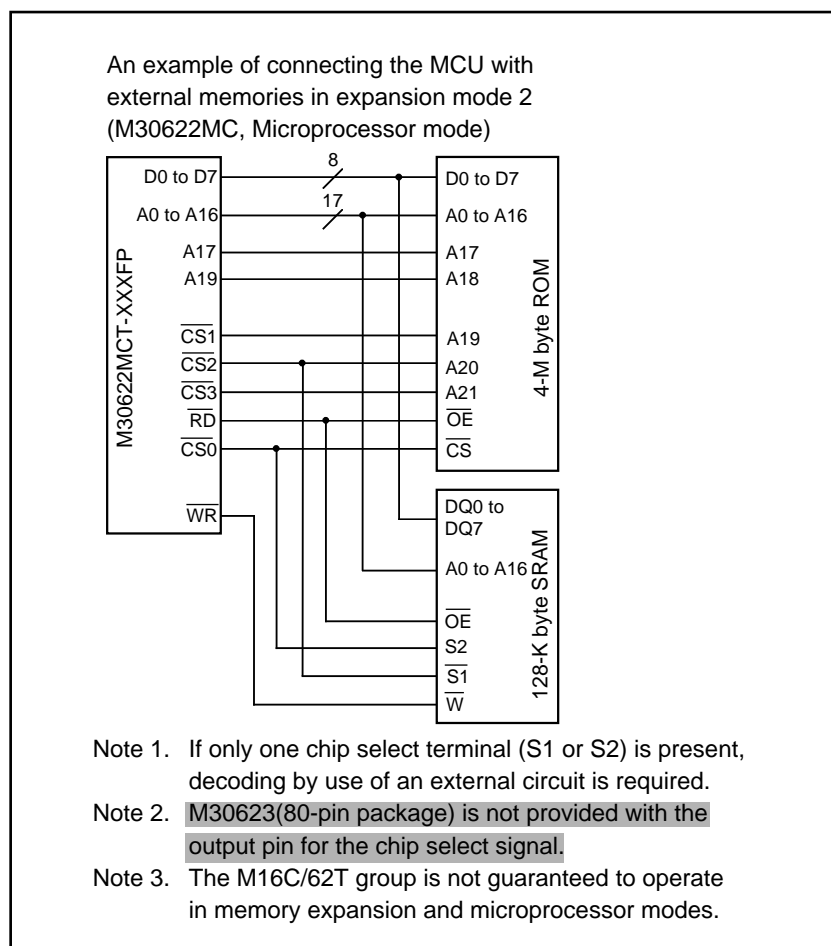 An example of connecting the MCU with
external memories in expansion mode 2
(M30622MC, Microprocessor mode)
8
D0 to D7
D0 to D7
17
A0 to A16
A0 to A16
A17
A17
A19
A18
CS1
A19
CS2
A20
CS3
A21
RD
OE
CS0
CS
WR
M30622MCT-XXXFP
4-M byte ROM
DQ0 to
DQ7
A0 to A16
OE
S2
S1
W
128-K byte SRAM
Note 1. If only one chip select terminal (S1 or S2) is present,
decoding by use of an external circuit is required.
Note 2. M30623(80-pin package) is not provided with the
output pin for the chip select signal.
Note 3. The M16C/62T group is not guaranteed to operate
in memory expansion and microprocessor modes.